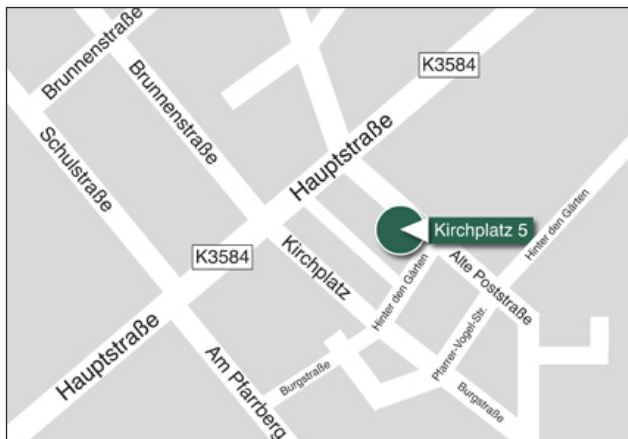 Brunnenstraße
K3584
Brunnenstraße
Schulstraße
Hauptstraße
Kirchplatz 5
Hinter den Gärten
K3584
Kirchplatz
Hinter den Gärten
Alte Poststraße
Hauptstraße
Pfarrer-Vogel-Str.
Am Pfarrberg
Burgstraße
Burgstraße